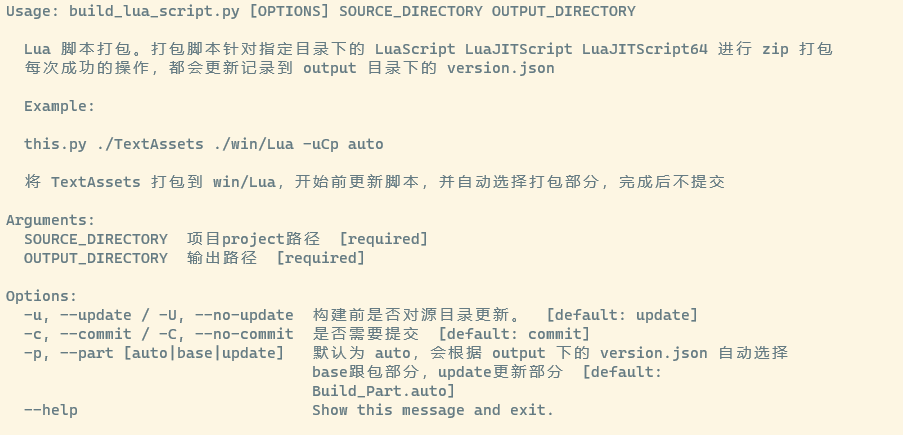 Usage: build_lua_script.py [OPTIONS] SOURCE_DIRECTORY OUTPUT_DIRECTORY
Lua 脚本打包。打包脚本针对指定目录下的 LuaScript LuaJITScript LuaJITScript64 进行 zip 打包
每次成功的操作，都会更新记录到 output 目录下的 version.json
Example:
this.py ./TextAssets ./win/Lua -uCp auto
将 TextAssets 打包到 win/Lua，开始前更新脚本，并自动选择打包部分，完成后不提交
Arguments:
SOURCE_DIRECTORY 项目project路径 [required]
OUTPUT_DIRECTORY 输出路径 [required]
Options:
-u, --update / -U, --no-update 构建前是否对源目录更新。 [default: update]
-c, --commit / -C, --no-commit 是否需要提交 [default: commit]
-p, --part [auto|base|update] 默认为 auto，会根据 output 下的 version.json 自动选择
base跟包部分，update更新部分 [default:
Build_Part.auto]
--help Show this message and exit.